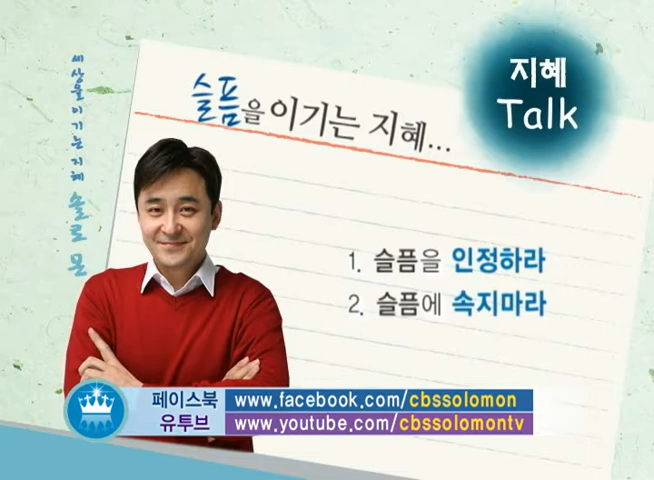 세상을 이기는 지혜 솔로몬
지혜
Talk
슬픔을 이기는 지혜...
1. 슬픔을 인정하라
2. 슬픔에 속지마라
페이스북 www.facebook.com/cbssolomon
유투브 www.youtube.com/cbssolomontv